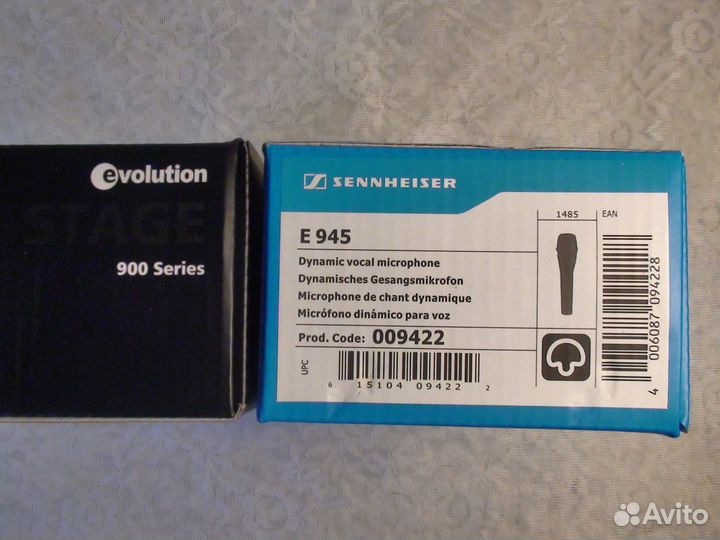 evolution
STAGE
900 Series
SENNHEISER
E 945
Dynamic vocal microphone
Dynamisches Gesangsmikrofon
Microphone de chant dynamique
Micrófono dinámico para voz
Prod. Code: 009422
UPC
6 15104 09422 2
1485
EAN
4 006087 094228
Avito